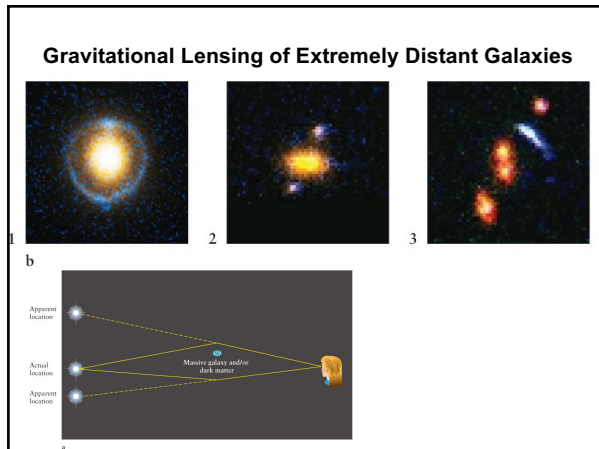 Gravitational Lensing of Extremely Distant Galaxies
1
2
3
b
Apparent
location
Massive galaxy and/or
dark matter
Actual
location
Apparent
location
a